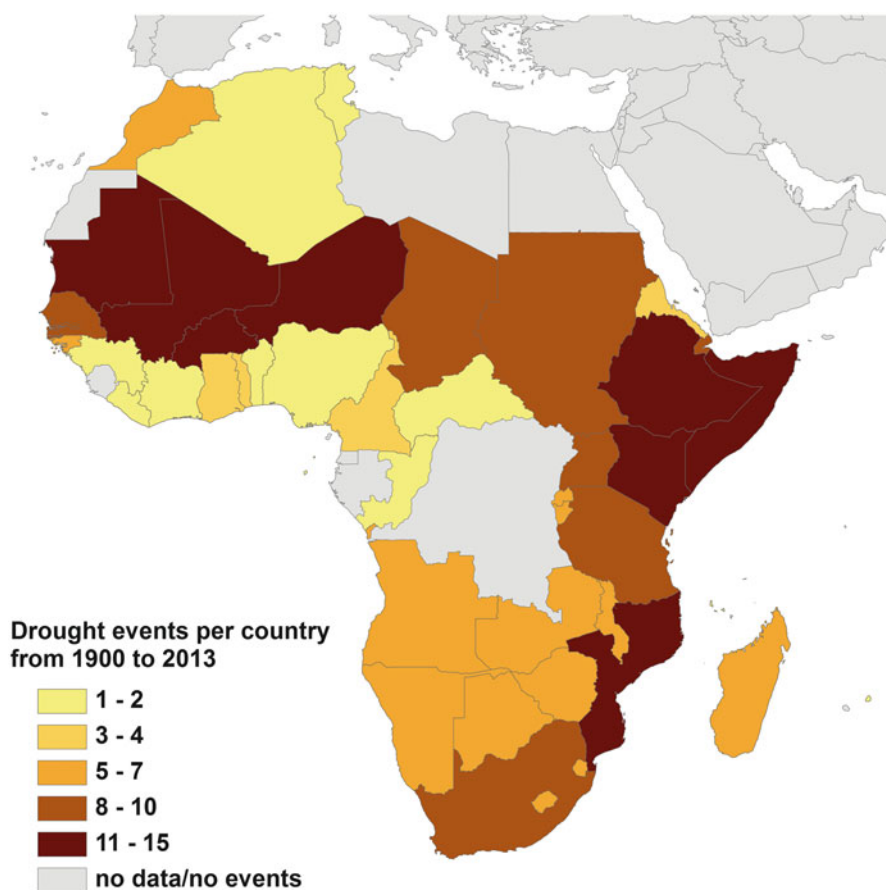 Drought events per country
from 1900 to 2013
1 - 2
3 - 4
5 - 7
8 - 10
11 - 15
no data/no events